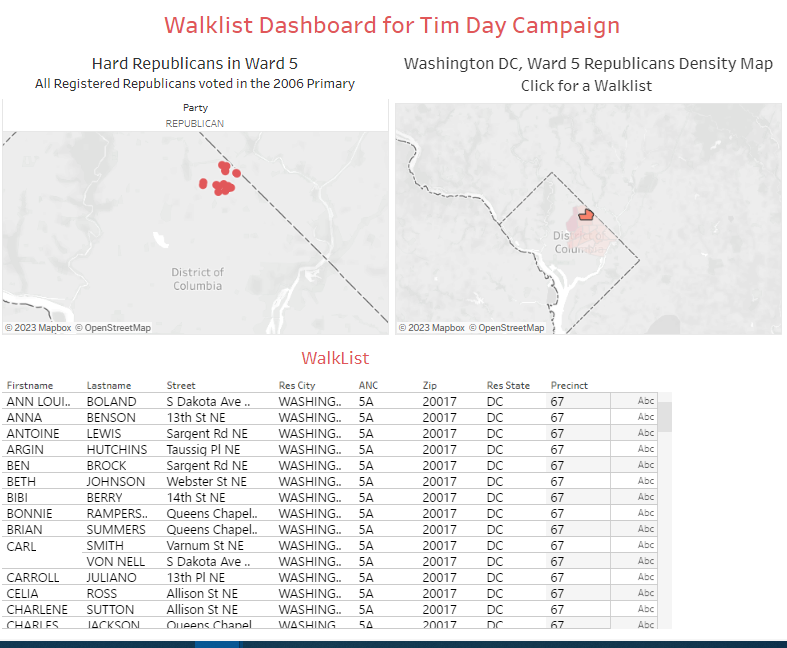 Walklist Dashboard for Tim Day Campaign
Hard Republicans in Ward 5
All Registered Republicans voted in the 2006 Primary
Party
REPUBLICAN
District of
Columbia
© 2023 Mapbox © OpenStreetMap
Washington DC, Ward 5 Republicans Density Map
Click for a Walklist
District of
Columbia
© 2023 Mapbox © OpenStreetMap
WalkList
Firstname Lastname Street Res City ANC Zip Res State Precinct
ANN LOUI.. BOLAND S Dakota Ave .. WASHING.. 5A 20017 DC 67 Abc
ANNA BENSON 13th St NE WASHING.. 5A 20017 DC 67 Abc
ANTOINE LEWIS Sargent Rd NE WASHING.. 5A 20017 DC 67 Abc
ARGIN HUTCHINS Taussig Pl NE WASHING.. 5A 20017 DC 67 Abc
BEN BROCK Sargent Rd NE WASHING.. 5A 20017 DC 67 Abc
BETH JOHNSON Webster St NE WASHING.. 5A 20017 DC 67 Abc
BIBI BERRY 14th St NE WASHING.. 5A 20017 DC 67 Abc
BONNIE RAMPERS.. Queens Chapel.. WASHING.. 5A 20017 DC 67 Abc
BRIAN SUMMERS Queens Chapel.. WASHING.. 5A 20017 DC 67 Abc
CARL SMITH Varnum St NE WASHING.. 5A 20017 DC 67 Abc
VON NELL S Dakota Ave .. WASHING.. 5A 20017 DC 67 Abc
CARROLL JULIANO 13th Pl NE WASHING.. 5A 20017 DC 67 Abc
CELIA ROSS Allison St NE WASHING.. 5A 20017 DC 67 Abc
CHARLENE SUTTON Allison St NE WASHING.. 5A 20017 DC 67 Abc
CHARLES JACKSON Queens Chapel.. WASHING.. 5A 20017 DC 67 Abc